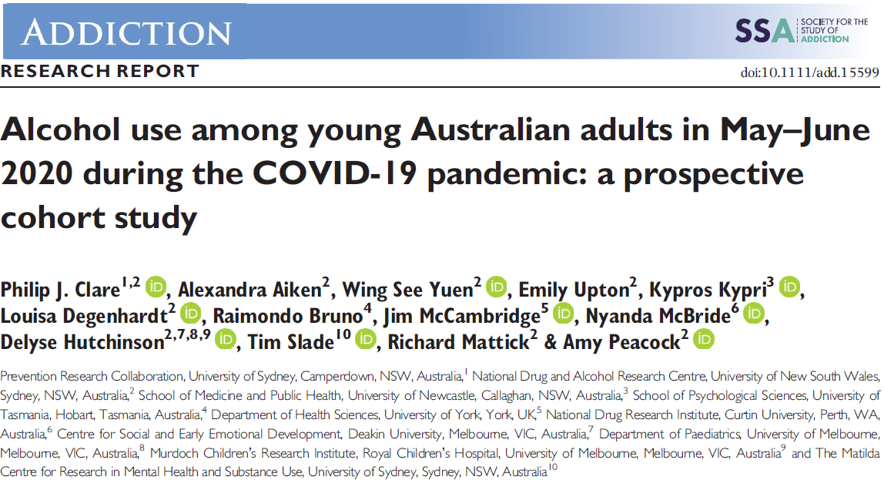 ADDICTION
SSA SOCIETY FOR THE
STUDY OF
ADDICTION
RESEARCH REPORT
doi:10.1111/add.15599
Alcohol use among young Australian adults in May–June
2020 during the COVID-19 pandemic: a prospective
cohort study
Philip J. Clare1,2 iD, Alexandra Aiken2, Wing See Yuen2 iD, Emily Upton2, Kypros Kypri3 iD,
Louisa Degenhardt2 iD, Raimondo Bruno4, Jim McCambridge5 iD, Nyanda McBride6 iD,
Delyse Hutchinson2,7,8,9 iD, Tim Slade10 iD, Richard Mattick2 & Amy Peacock2 iD
Prevention Research Collaboration, University of Sydney, Camperdown, NSW, Australia,1 National Drug and Alcohol Research Centre, University of New South Wales,
Sydney, NSW, Australia,2 School of Medicine and Public Health, University of Newcastle, Callaghan, NSW, Australia,3 School of Psychological Sciences, University of
Tasmania, Hobart, Tasmania, Australia,4 Department of Health Sciences, University of York, York, UK,5 National Drug Research Institute, Curtin University, Perth, WA,
Australia,6 Centre for Social and Early Emotional Development, Deakin University, Melbourne, VIC, Australia,7 Department of Paediatrics, University of Melbourne,
Melbourne, VIC, Australia,8 Murdoch Children's Research Institute, Royal Children's Hospital, University of Melbourne, Melbourne, VIC, Australia9 and The Matilda
Centre for Research in Mental Health and Substance Use, University of Sydney, Sydney, NSW, Australia10